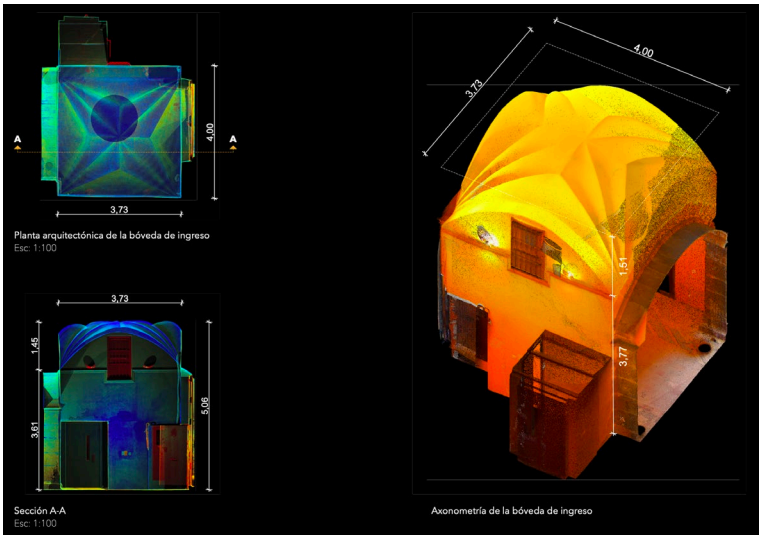 4,00
A
A
3,73
Planta arquitectónica de la bóveda de ingreso
Esc: 1:100
3,73
1,45
3,61
5,06
Sección A-A
Esc: 1:100
4,00
3,73
1,51
3,77
Axonometría de la bóveda de ingreso